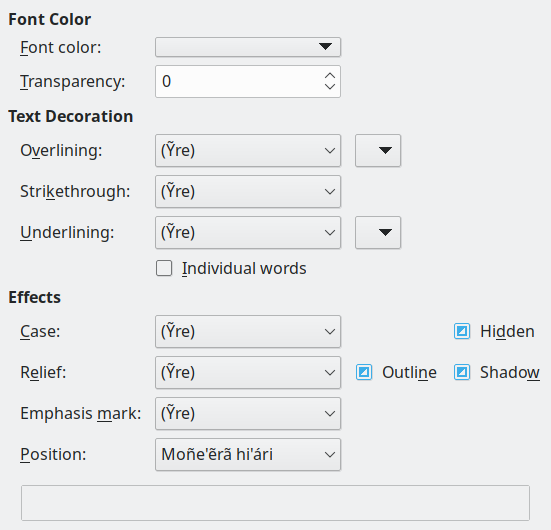 Font Color
Font color:
Transparency: 0
Text Decoration
Overlining: (Ỹre)
Strikethrough: (Ỹre)
Underlining: (Ỹre)
Individual words
Effects
Case: (Ỹre) Hidden
Relief: (Ỹre) Outline Shadow
Emphasis mark: (Ỹre)
Position: Moñe'ẽrã hi'ári